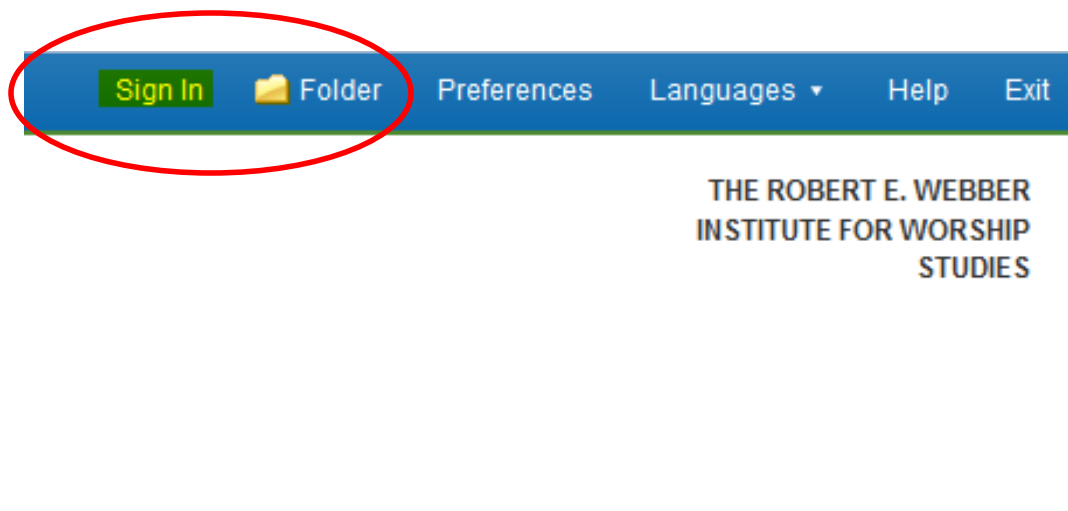 Sign In Folder Preferences Languages Help Exit
THE ROBERT E. WEBBER
INSTITUTE FOR WORSHIP
STUDIES